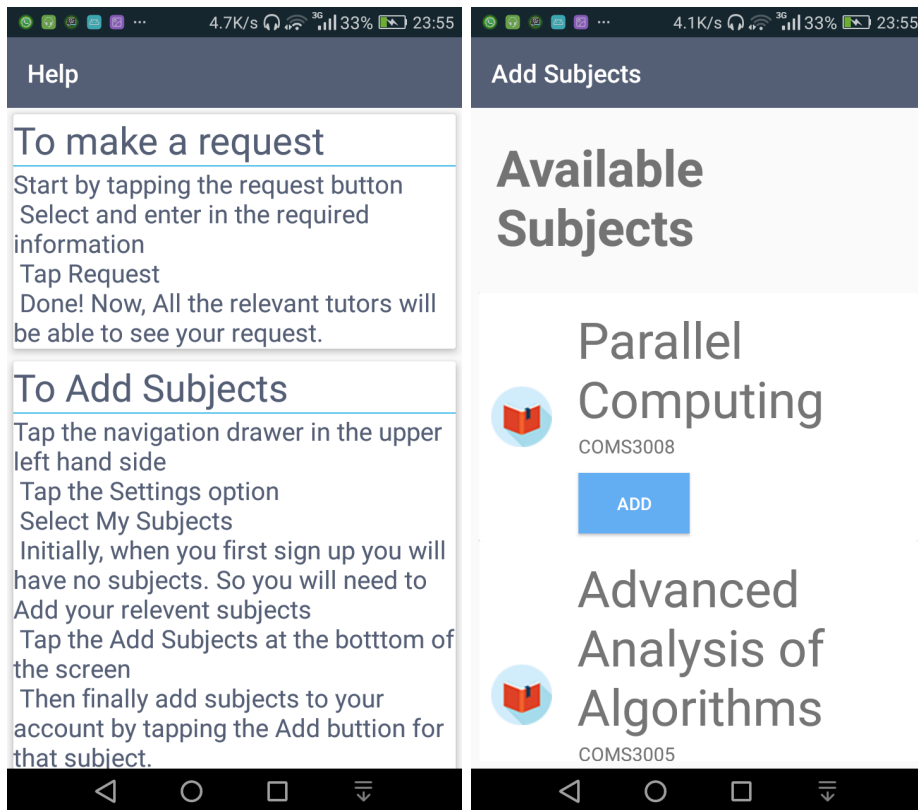 4.7K/s 3G 33% 23:55
Help
To make a request
Start by tapping the request button
Select and enter in the required
information
Tap Request
Done! Now, All the relevant tutors will
be able to see your request.
To Add Subjects
Tap the navigation drawer in the upper
left hand side
Tap the Settings option
Select My Subjects
Initially, when you first sign up you will
have no subjects. So you will need to
Add your relevent subjects
Tap the Add Subjects at the botttom of
the screen
Then finally add subjects to your
account by tapping the Add buttion for
that subject.
4.1K/s 3G 33% 23:55
Add Subjects
Available
Subjects
Parallel
Computing
COMS3008
ADD
Advanced
Analysis of
Algorithms
COMS3005